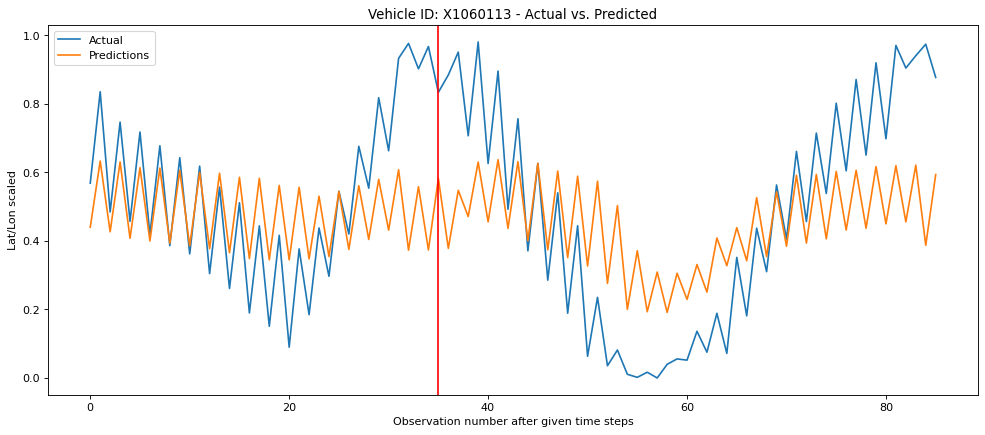 Vehicle ID: X1060113 - Actual vs. Predicted
Actual
Predictions
1.0
0.8
0.6
0.4
0.2
0.0
Lat/Lon scaled
0 20 40 60 80
Observation number after given time steps